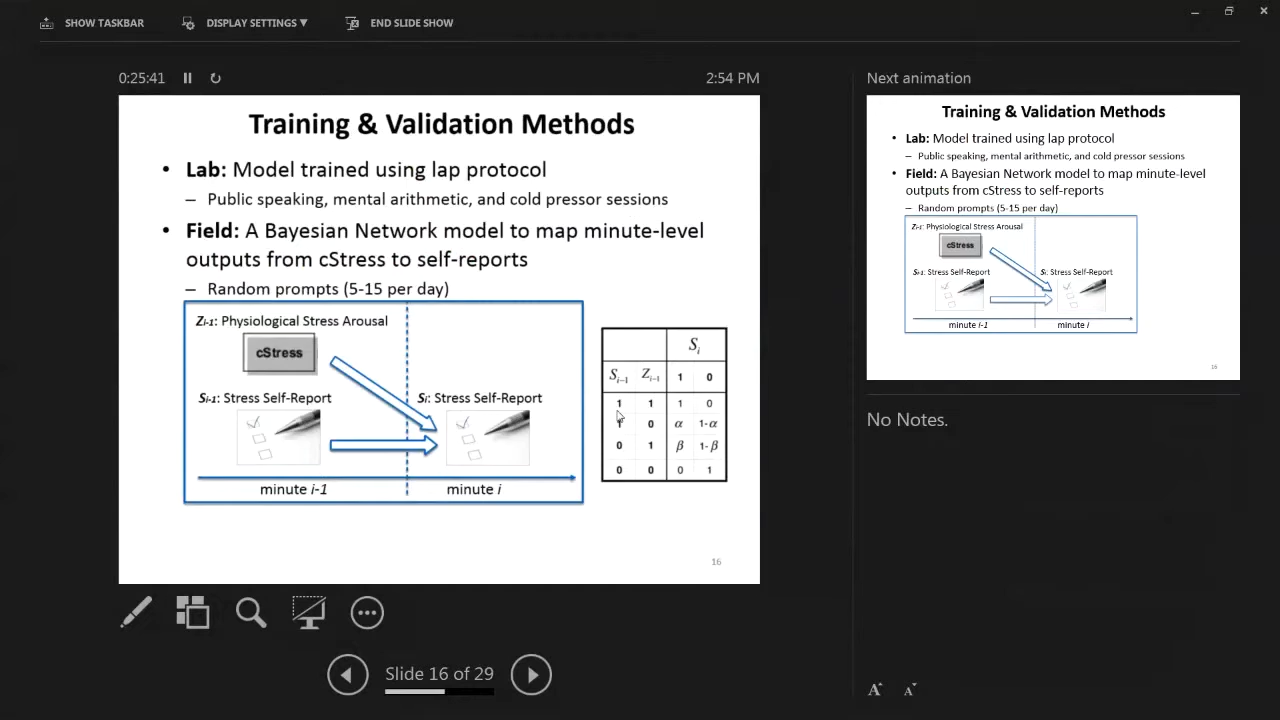 SHOW TASKBAR DISPLAY SETTINGS ▼ END SLIDE SHOW
0:25:41 2:54 PM
Training & Validation Methods
• Lab: Model trained using lap protocol
– Public speaking, mental arithmetic, and cold pressor sessions
• Field: A Bayesian Network model to map minute-level
outputs from cStress to self-reports
– Random prompts (5-15 per day)
Zi-1: Physiological Stress Arousal
cStress
Si-1: Stress Self-Report Si: Stress Self-Report
minute i-1 minute i
Si
Si−1 Zi−1 1 0
1 1 1 0
1 0 α 1-α
0 1 β 1-β
0 0 0 1
16
Slide 16 of 29
Next animation
Training & Validation Methods
• Lab: Model trained using lap protocol
– Public speaking, mental arithmetic, and cold pressor sessions
• Field: A Bayesian Network model to map minute-level
outputs from cStress to self-reports
– Random prompts (5-15 per day)
Zi-1: Physiological Stress Arousal
cStress
Si-1: Stress Self-Report Si: Stress Self-Report
minute i-1 minute i
16
No Notes.
A A